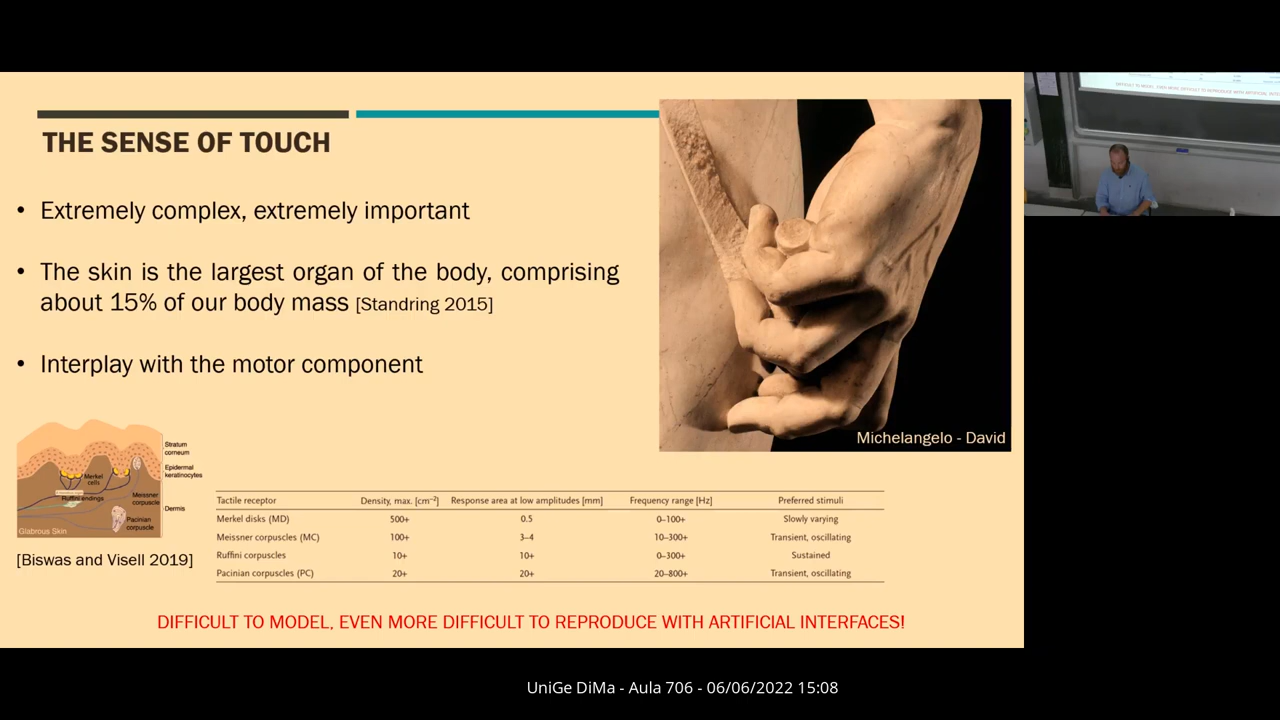 THE SENSE OF TOUCH
• Extremely complex, extremely important
• The skin is the largest organ of the body, comprising
about 15% of our body mass [Standring 2015]
• Interplay with the motor component
Michelangelo - David
Stratum
corneum
Epidermal
keratinocytes
Merkel
cells
Ruffini endings
Meissner
corpuscle
Dermis
Pacinian
corpuscle
Glabrous Skin
[Biswas and Visell 2019]
Tactile receptor Density, max. [cm⁻²] Response area at low amplitudes [mm] Frequency range [Hz] Preferred stimuli
Merkel disks (MD) 500+ 0.5 0–100+ Slowly varying
Meissner corpuscles (MC) 100+ 3–4 10–300+ Transient, oscillating
Ruffini corpuscles 10+ 10+ 0–300+ Sustained
Pacinian corpuscles (PC) 20+ 20+ 20–800+ Transient, oscillating
DIFFICULT TO MODEL, EVEN MORE DIFFICULT TO REPRODUCE WITH ARTIFICIAL INTERFACES!
UniGe DiMa - Aula 706 - 06/06/2022 15:08